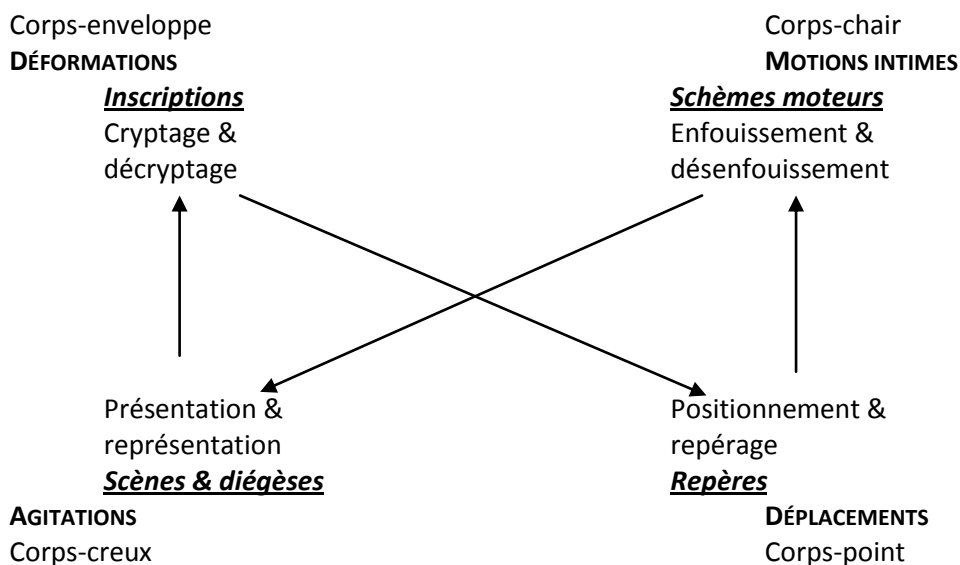 Corps-enveloppe
DÉFORMATIONS
Inscriptions
Cryptage &
décryptage
Corps-chair
MOTIONS INTIMES
Schèmes moteurs
Enfouissement &
désenfouissement
Présentation &
représentation
Scènes & diégèses
AGITATIONS
Corps-creux
Positionnement &
repérage
Repères
DÉPLACEMENTS
Corps-point